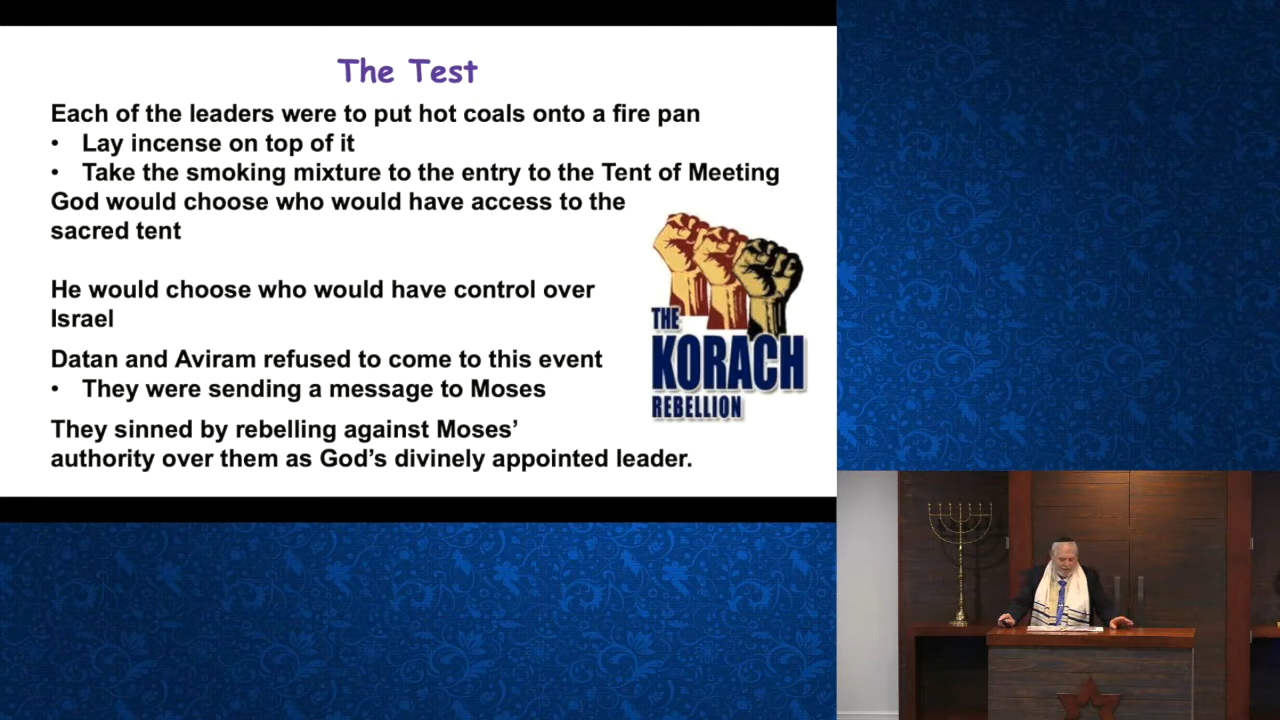 The Test
Each of the leaders were to put hot coals onto a fire pan
• Lay incense on top of it
• Take the smoking mixture to the entry to the Tent of Meeting
God would choose who would have access to the
sacred tent
He would choose who would have control over
Israel
Datan and Aviram refused to come to this event
• They were sending a message to Moses
They sinned by rebelling against Moses’
authority over them as God’s divinely appointed leader.
THE
KORACH
REBELLION